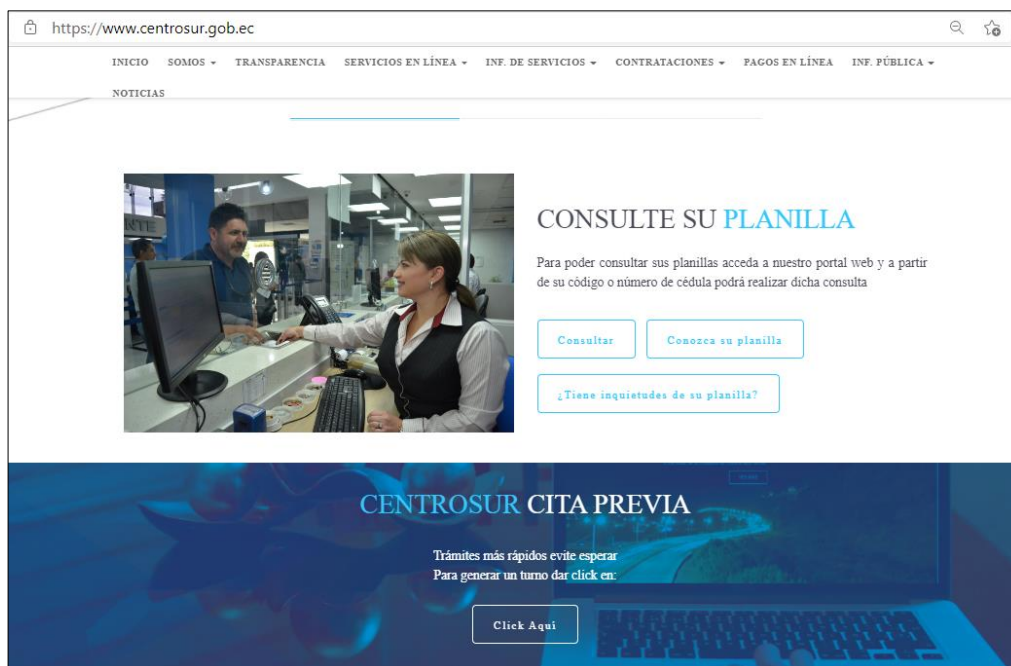 https://www.centrosur.gob.ec
INICIO SOMOS TRANSPARENCIA SERVICIOS EN LÍNEA INF. DE SERVICIOS CONTRATACIONES PAGOS EN LÍNEA INF. PÚBLICA
NOTICIAS
CONSULTE SU PLANILLA
Para poder consultar sus planillas acceda a nuestro portal web y a partir
de su código o número de cédula podrá realizar dicha consulta
Consultar Conozca su planilla
¿Tiene inquietudes de su planilla?
CENTROSUR CITA PREVIA
Trámites más rápidos evite esperar
Para generar un turno dar click en:
Click Aquí